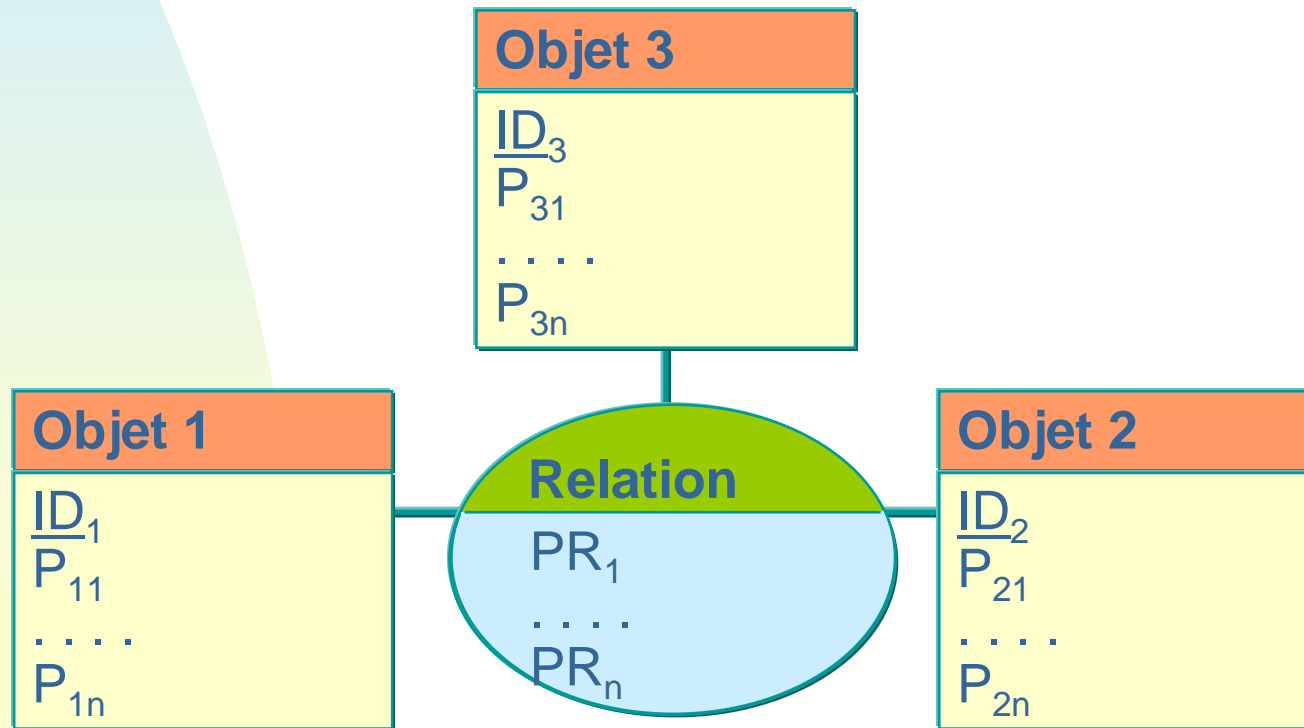 Objet 3
ID₃
P₃₁
. . . .
P₃ₙ
Objet 1
ID₁
P₁₁
. . . .
P₁ₙ
Relation
PR₁
. . . .
PRₙ
Objet 2
ID₂
P₂₁
. . . .
P₂ₙ